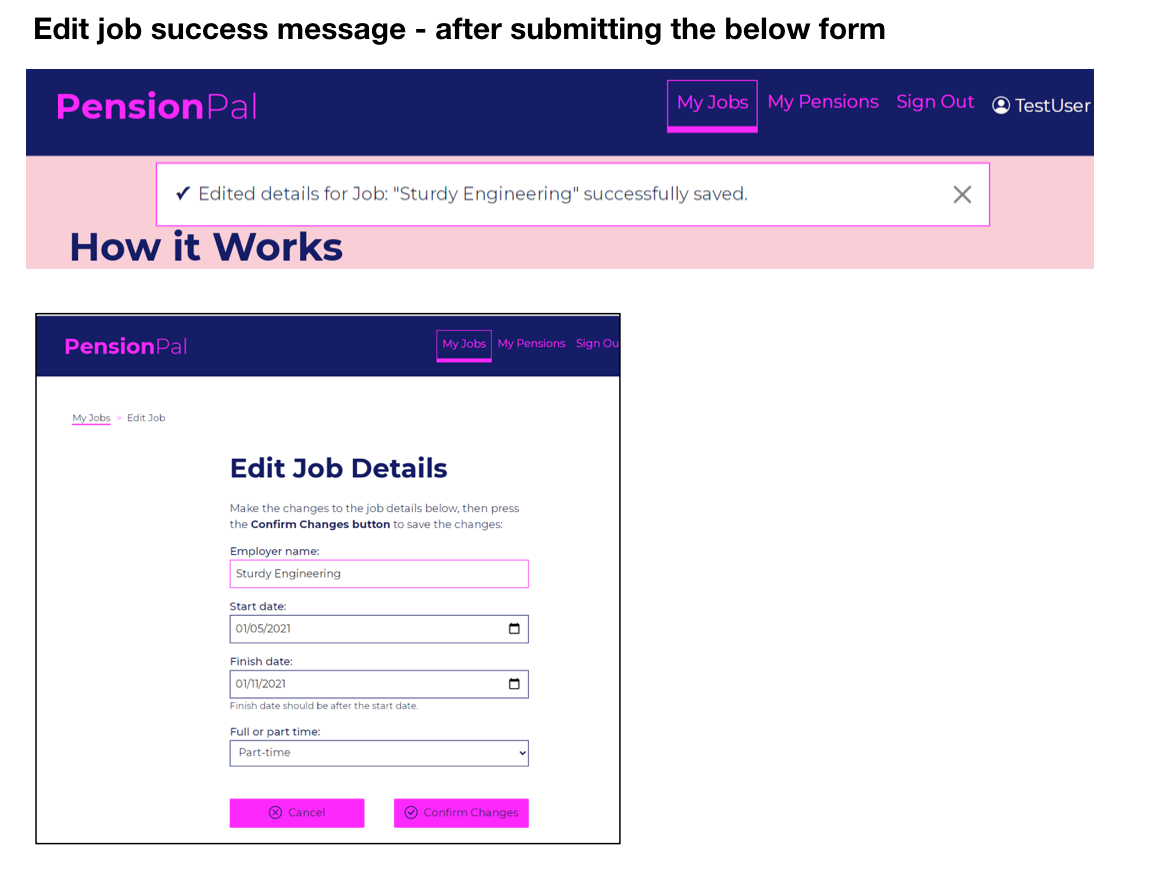 Edit job success message - after submitting the below form
PensionPal
My Jobs My Pensions Sign Out TestUser
✔ Edited details for Job: "Sturdy Engineering" successfully saved.
How it Works
PensionPal
My Jobs My Pensions Sign Ou
My Jobs > Edit Job
Edit Job Details
Make the changes to the job details below, then press
the Confirm Changes button to save the changes:
Employer name:
Sturdy Engineering
Start date:
01/05/2021
Finish date:
01/11/2021
Finish date should be after the start date.
Full or part time:
Part-time
Cancel Confirm Changes